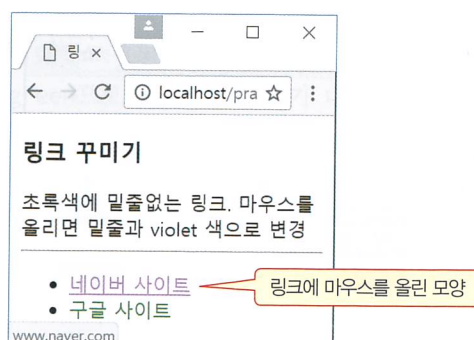 링
localhost/pra
링크 꾸미기
초록색에 밑줄없는 링크. 마우스를
올리면 밑줄과 violet 색으로 변경
네이버 사이트
링크에 마우스를 올린 모양
구글 사이트
www.naver.com